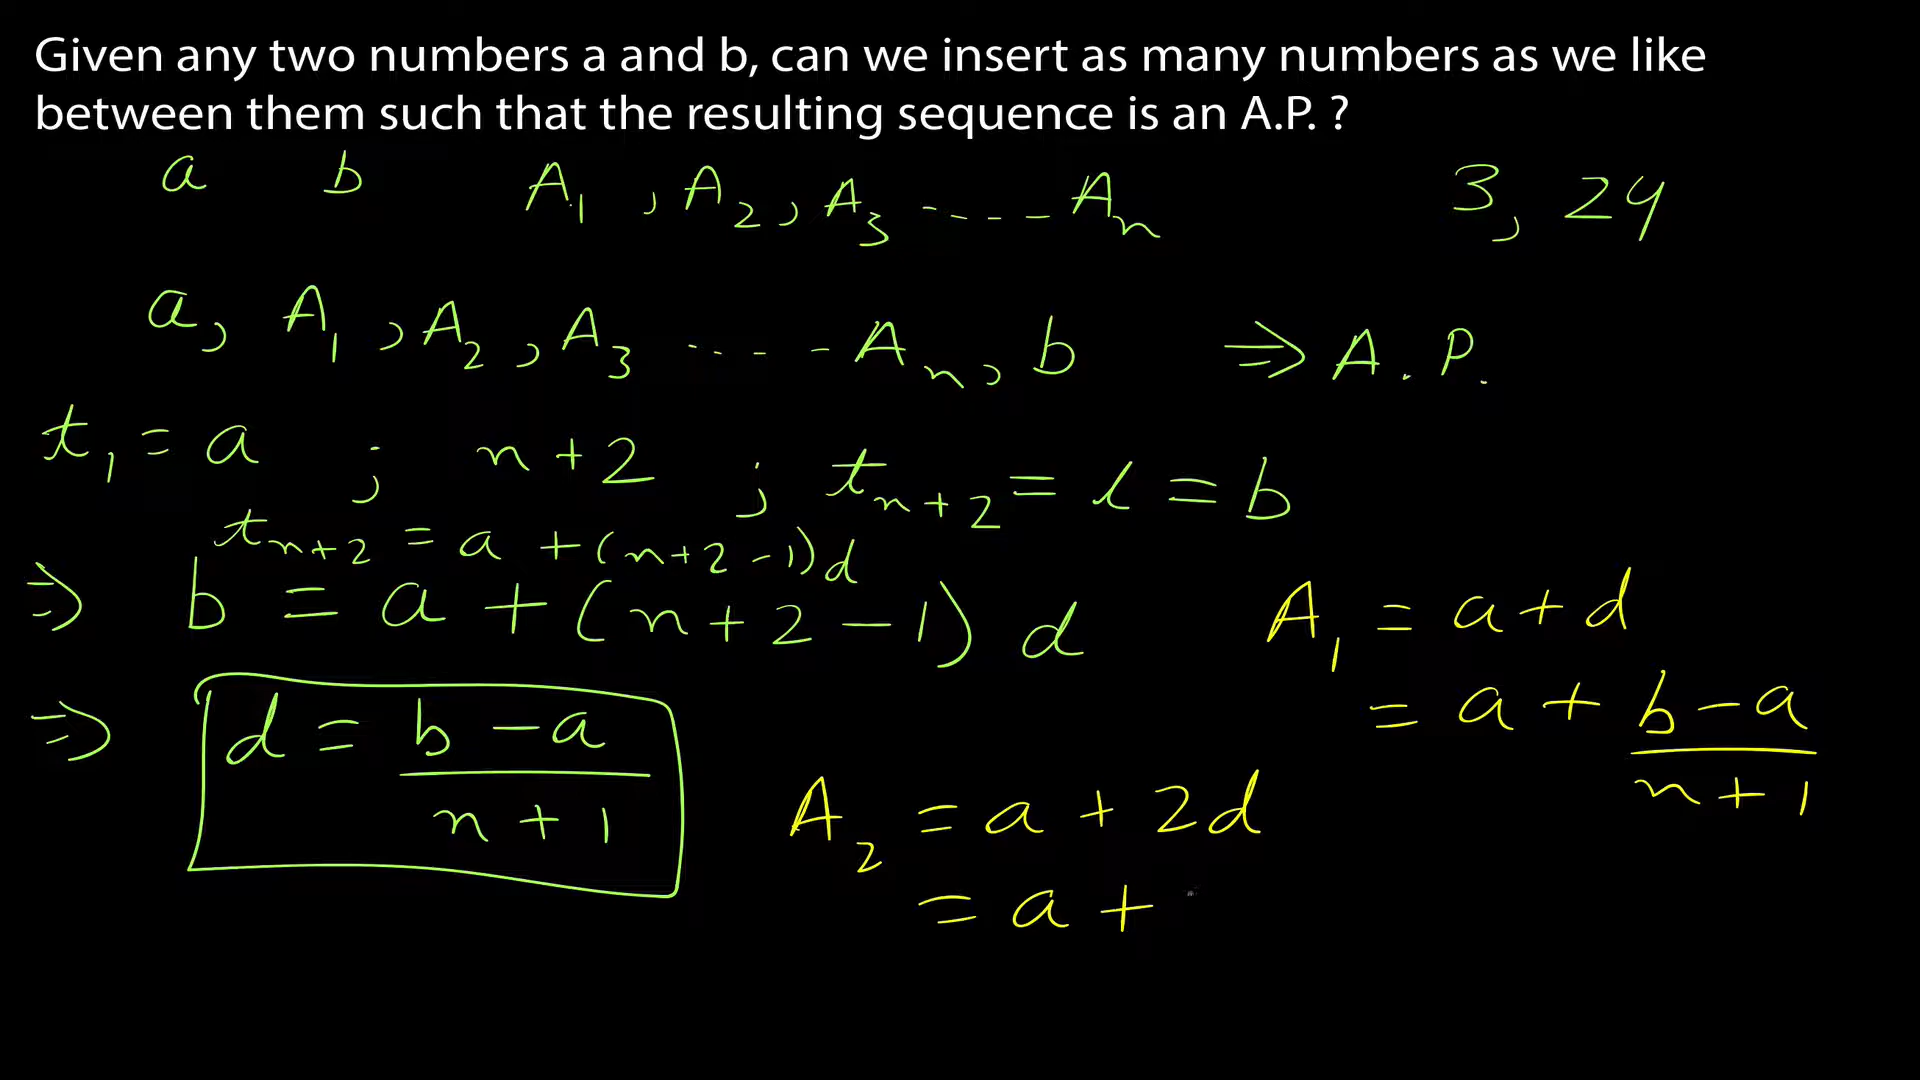 Given any two numbers a and b, can we insert as many numbers as we like
between them such that the resulting sequence is an A.P. ?
a b A₁, A₂, A₃ ----- Aₙ 3, 24
a, A₁, A₂, A₃ ---- Aₙ, b ⇒ A.P.
t₁ = a ; n+2 ; tₙ₊₂ = l = b
tₙ₊₂ = a + (n+2-1)d
⇒ b = a + (n+2-1) d
A₁ = a+d
= a + (b-a)/(n+1)
⇒ d = (b-a)/(n+1)
A₂ = a + 2d
= a +